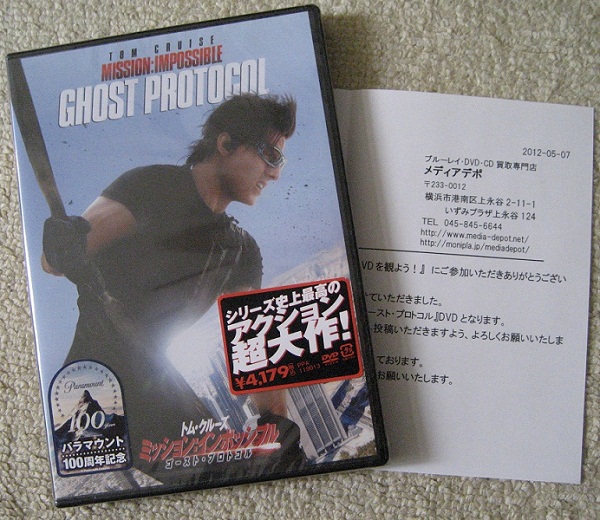 TOM CRUISE
MISSION:IMPOSSIBLE
GHOST PROTOCOL
シリーズ史上最高の
アクション
超大作!
¥4,179
DVD
Paramount
100
パラマウント
100周年記念
トム・クルーズ
ミッション:インポッシブル
ゴースト・プロトコル
2012-05-07
ブルーレイ・DVD・CD 買取専門店
メディアデポ
〒233-0012
横浜市港南区上永谷 2-11-1
いずみプラザ上永谷 124
TEL 045-845-6644
http://www.media-depot.net/
http://monipla.jp/mediadepot/
DVDを観よう!』 にご参加いただきありがとうござい
ていただきました。
ースト・プロトコル』DVD となります。
投稿いただきますよう、よろしくお願いいたしま
ております。
お願いいたします。